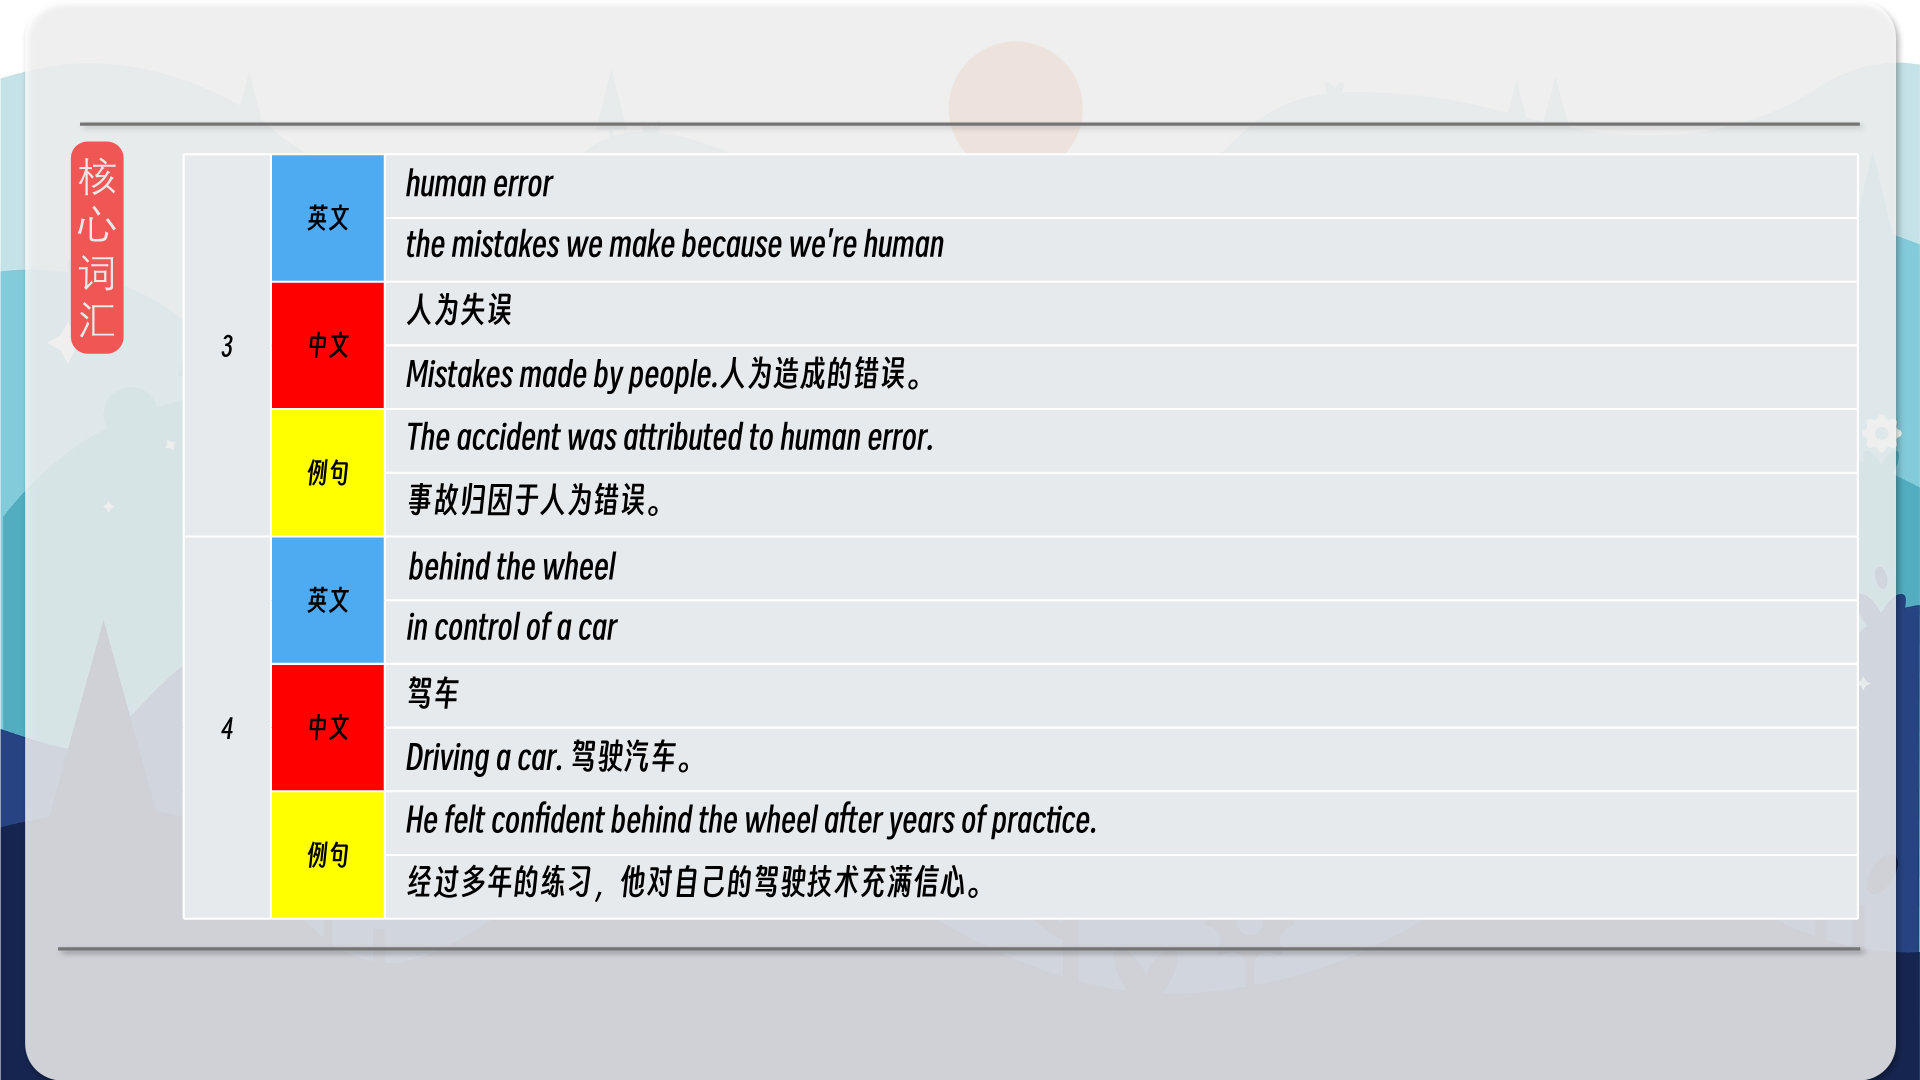 核心词汇
3
英文
human error
the mistakes we make because we're human
中文
人为失误
Mistakes made by people.人为造成的错误。
例句
The accident was attributed to human error.
事故归因于人为错误。
4
英文
behind the wheel
in control of a car
中文
驾车
Driving a car. 驾驶汽车。
例句
He felt confident behind the wheel after years of practice.
经过多年的练习，他对自己的驾驶技术充满信心。